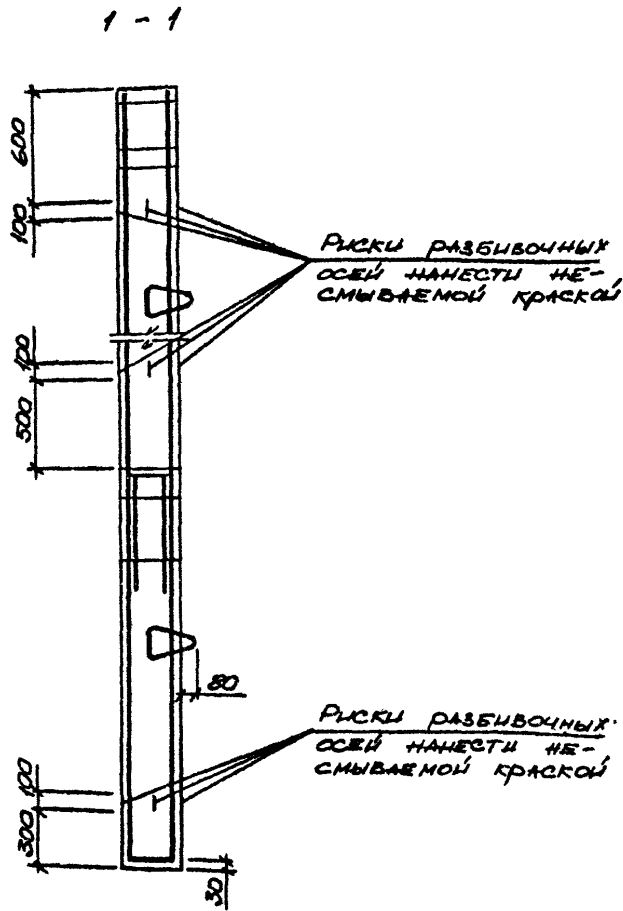 1 - 1
600
100
РИСКИ РАЗБИВОЧНЫХ
ОСЕЙ НАНЕСТИ НЕ-
СМЫВАЕМОЙ КРАСКОЙ
100
500
80
РИСКИ РАЗБИВОЧНЫХ
ОСЕЙ НАНЕСТИ НЕ-
СМЫВАЕМОЙ КРАСКОЙ
100
300
30